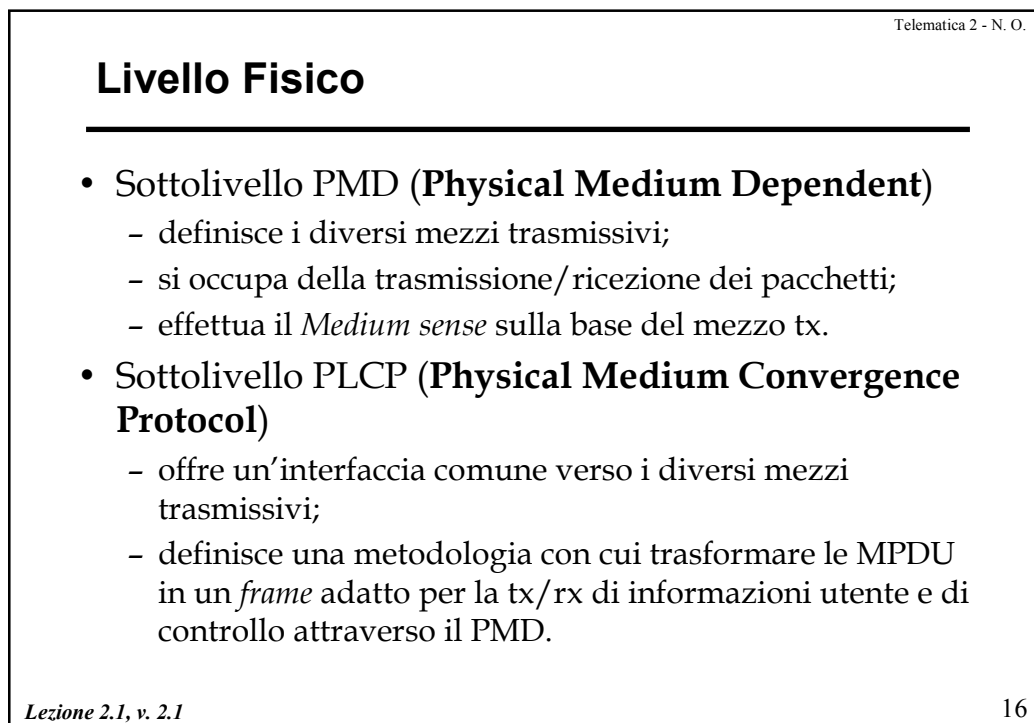 Telematica 2 - N. O.
Livello Fisico
• Sottolivello PMD (Physical Medium Dependent)
– definisce i diversi mezzi trasmissivi;
– si occupa della trasmissione/ricezione dei pacchetti;
– effettua il Medium sense sulla base del mezzo tx.
• Sottolivello PLCP (Physical Medium Convergence
Protocol)
– offre un'interfaccia comune verso i diversi mezzi
trasmissivi;
– definisce una metodologia con cui trasformare le MPDU
in un frame adatto per la tx/rx di informazioni utente e di
controllo attraverso il PMD.
Lezione 2.1, v. 2.1
16